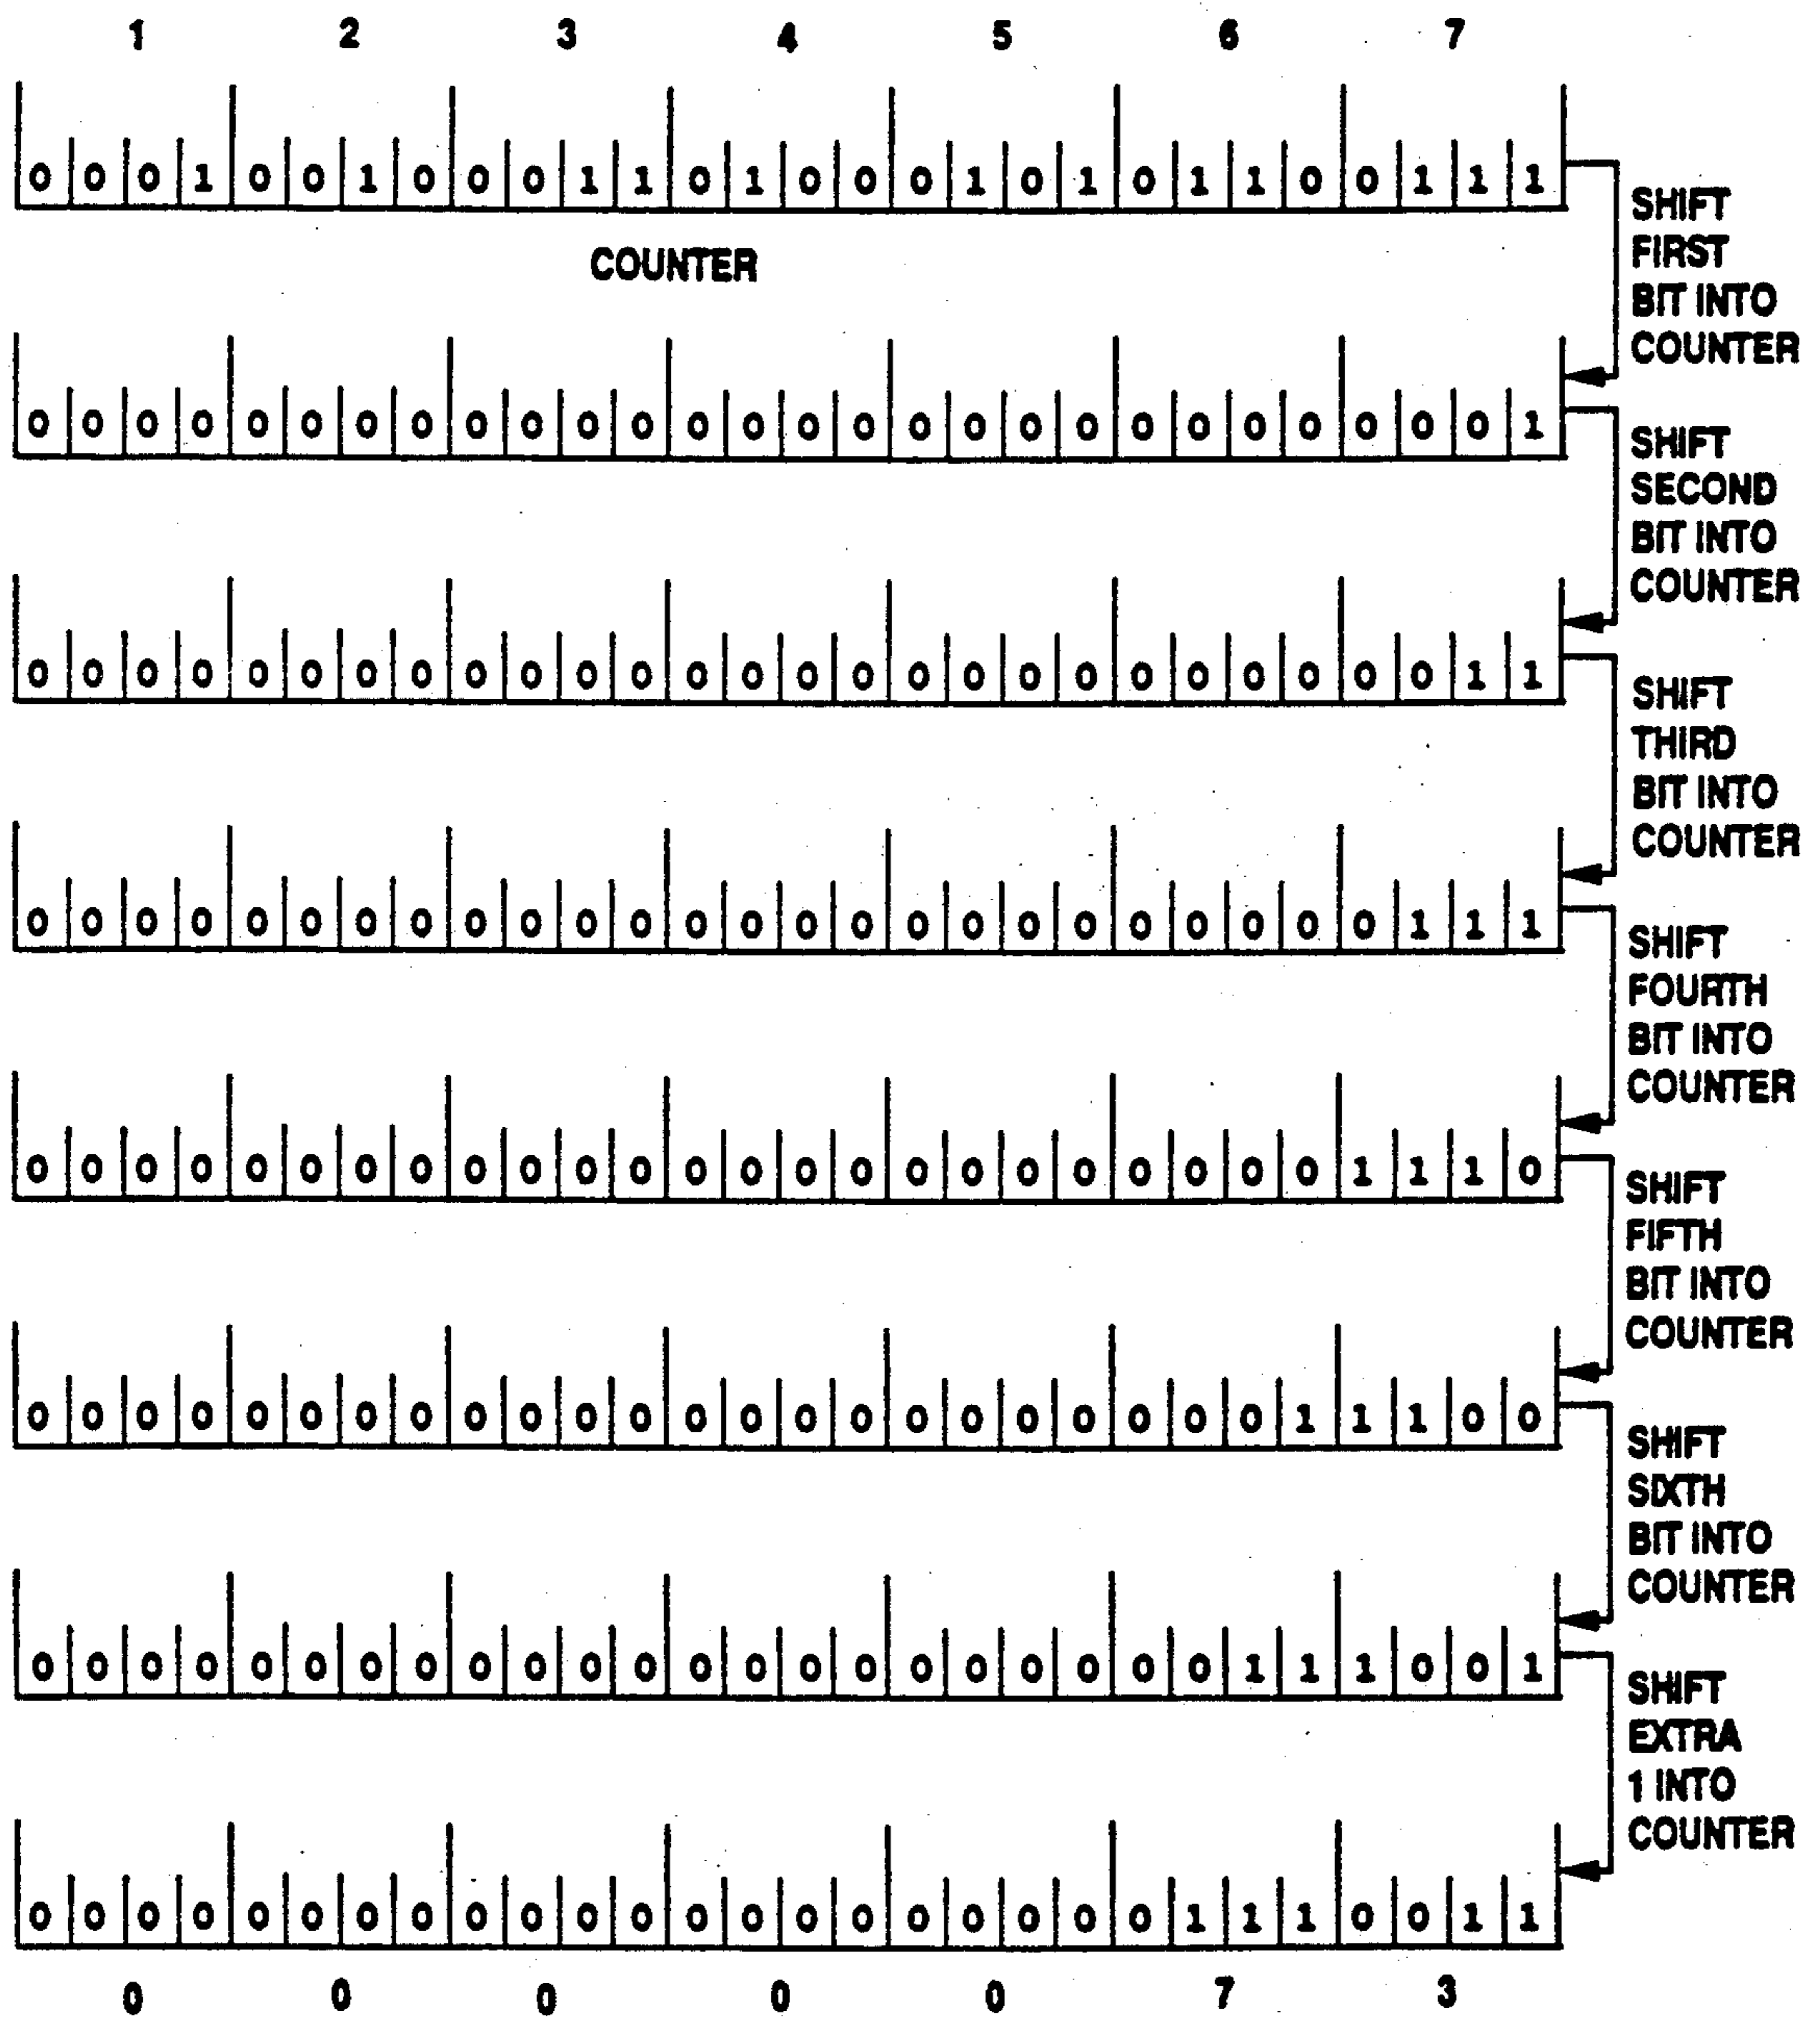 1 2 3 4 5 6 7
0 0 0 1 0 0 1 0 0 0 1 1 0 1 0 0 0 1 0 1 0 1 1 0 0 1 1 1
SHIFT
FIRST
BIT INTO
COUNTER
COUNTER
0 0 0 0 0 0 0 0 0 0 0 0 0 0 0 0 0 0 0 0 0 0 0 0 0 0 0 1
SHIFT
SECOND
BIT INTO
COUNTER
0 0 0 0 0 0 0 0 0 0 0 0 0 0 0 0 0 0 0 0 0 0 0 0 0 0 1 1
SHIFT
THIRD
BIT INTO
COUNTER
0 0 0 0 0 0 0 0 0 0 0 0 0 0 0 0 0 0 0 0 0 0 0 0 0 1 1 1
SHIFT
FOURTH
BIT INTO
COUNTER
0 0 0 0 0 0 0 0 0 0 0 0 0 0 0 0 0 0 0 0 0 0 0 0 1 1 1 0
SHIFT
FIFTH
BIT INTO
COUNTER
0 0 0 0 0 0 0 0 0 0 0 0 0 0 0 0 0 0 0 0 0 0 0 1 1 1 0 0
SHIFT
SIXTH
BIT INTO
COUNTER
0 0 0 0 0 0 0 0 0 0 0 0 0 0 0 0 0 0 0 0 0 0 1 1 1 0 0 1
SHIFT
EXTRA
1 INTO
COUNTER
0 0 0 0 0 0 0 0 0 0 0 0 0 0 0 0 0 0 0 0 0 1 1 1 0 0 1 1
0 0 0 0 0 7 3